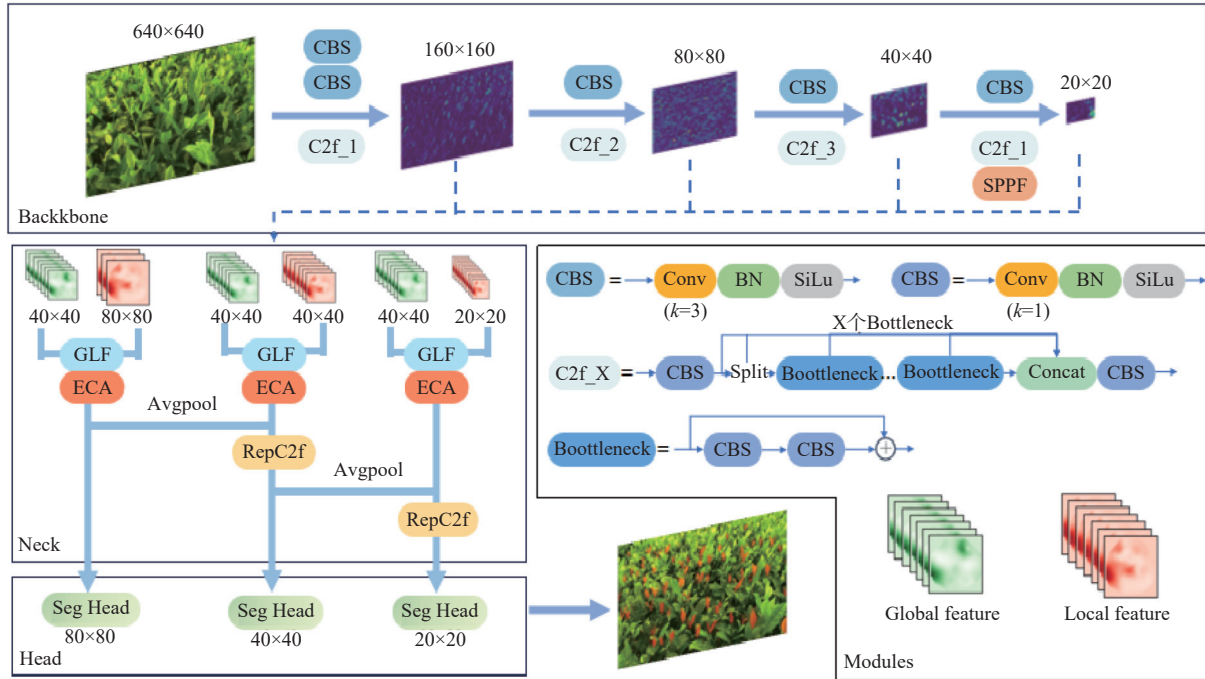 640×640
CBS
CBS
C2f_1
160×160
CBS
C2f_2
80×80
CBS
C2f_3
40×40
CBS
C2f_1
SPPF
20×20
Backkbone
40×40
80×80
40×40
40×40
40×40
20×20
GLF
GLF
GLF
ECA
ECA
ECA
Avgpool
RepC2f
Avgpool
RepC2f
Neck
Seg Head
80×80
Seg Head
40×40
Seg Head
20×20
Head
CBS = Conv BN SiLu
(k=3)
CBS = Conv BN SiLu
(k=1)
X个Bottleneck
C2f_X = CBS Split Boottleneck ... Boottleneck Concat CBS
Boottleneck = CBS CBS +
Global feature
Local feature
Modules